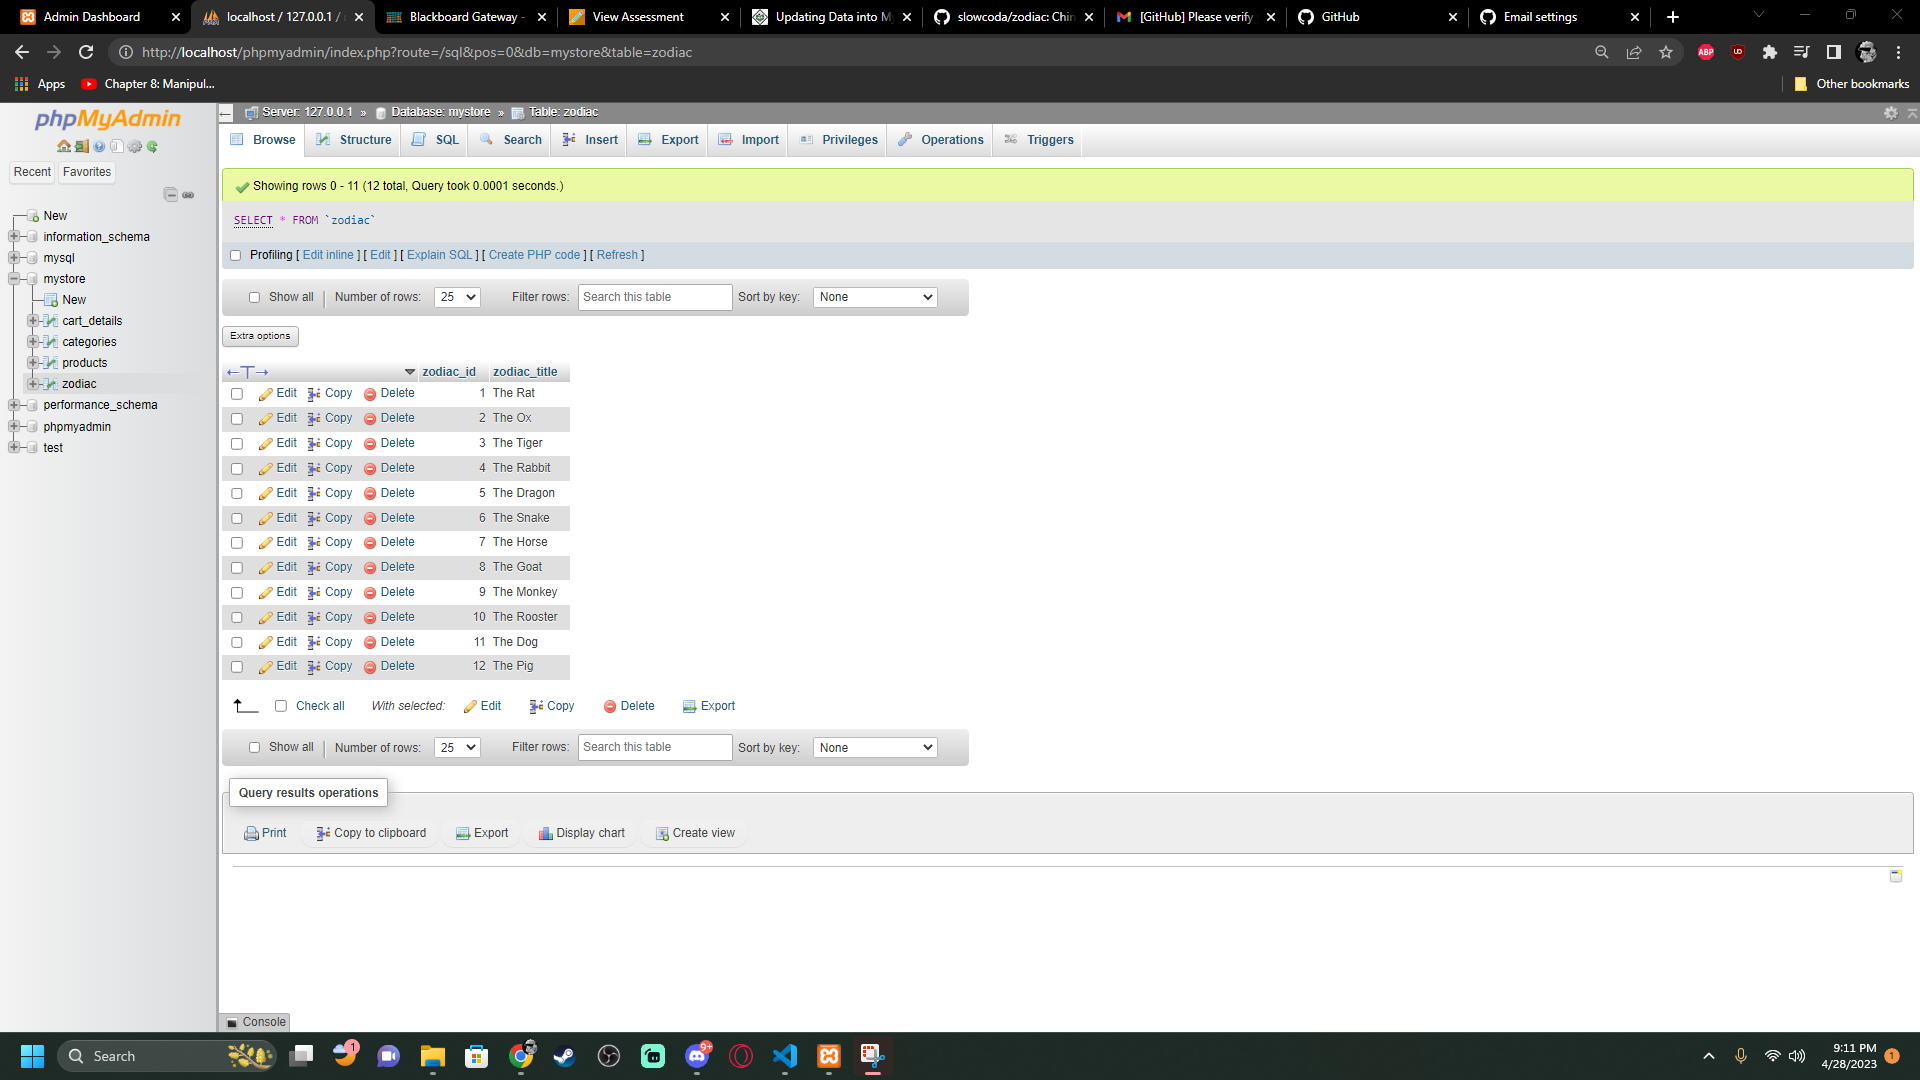 Admin Dashboard
localhost / 127.0.0.1 /
Blackboard Gateway -
View Assessment
Updating Data into M
slowcoda/zodiac: Chin
[GitHub] Please verify
GitHub
Email settings
http://localhost/phpmyadmin/index.php?route=/sql&pos=0&db=mystore&table=zodiac
ABP
Apps
Chapter 8: Manipul...
Other bookmarks
phpMyAdmin
Server: 127.0.0.1 » Database: mystore » Table: zodiac
Browse Structure SQL Search Insert Export Import Privileges Operations Triggers
Recent Favorites
New
information_schema
mysql
mystore
New
cart_details
categories
products
zodiac
performance_schema
phpmyadmin
test
Showing rows 0 - 11 (12 total, Query took 0.0001 seconds.)
SELECT * FROM `zodiac`
Profiling [ Edit inline ] [ Edit ] [ Explain SQL ] [ Create PHP code ] [ Refresh ]
Show all Number of rows: 25 Filter rows: Search this table Sort by key: None
Extra options
←T→ zodiac_id zodiac_title
Edit Copy Delete 1 The Rat
Edit Copy Delete 2 The Ox
Edit Copy Delete 3 The Tiger
Edit Copy Delete 4 The Rabbit
Edit Copy Delete 5 The Dragon
Edit Copy Delete 6 The Snake
Edit Copy Delete 7 The Horse
Edit Copy Delete 8 The Goat
Edit Copy Delete 9 The Monkey
Edit Copy Delete 10 The Rooster
Edit Copy Delete 11 The Dog
Edit Copy Delete 12 The Pig
Check all With selected: Edit Copy Delete Export
Show all Number of rows: 25 Filter rows: Search this table Sort by key: None
Query results operations
Print Copy to clipboard Export Display chart Create view
Console
Search
1
9+
9:11 PM
4/28/2023
1